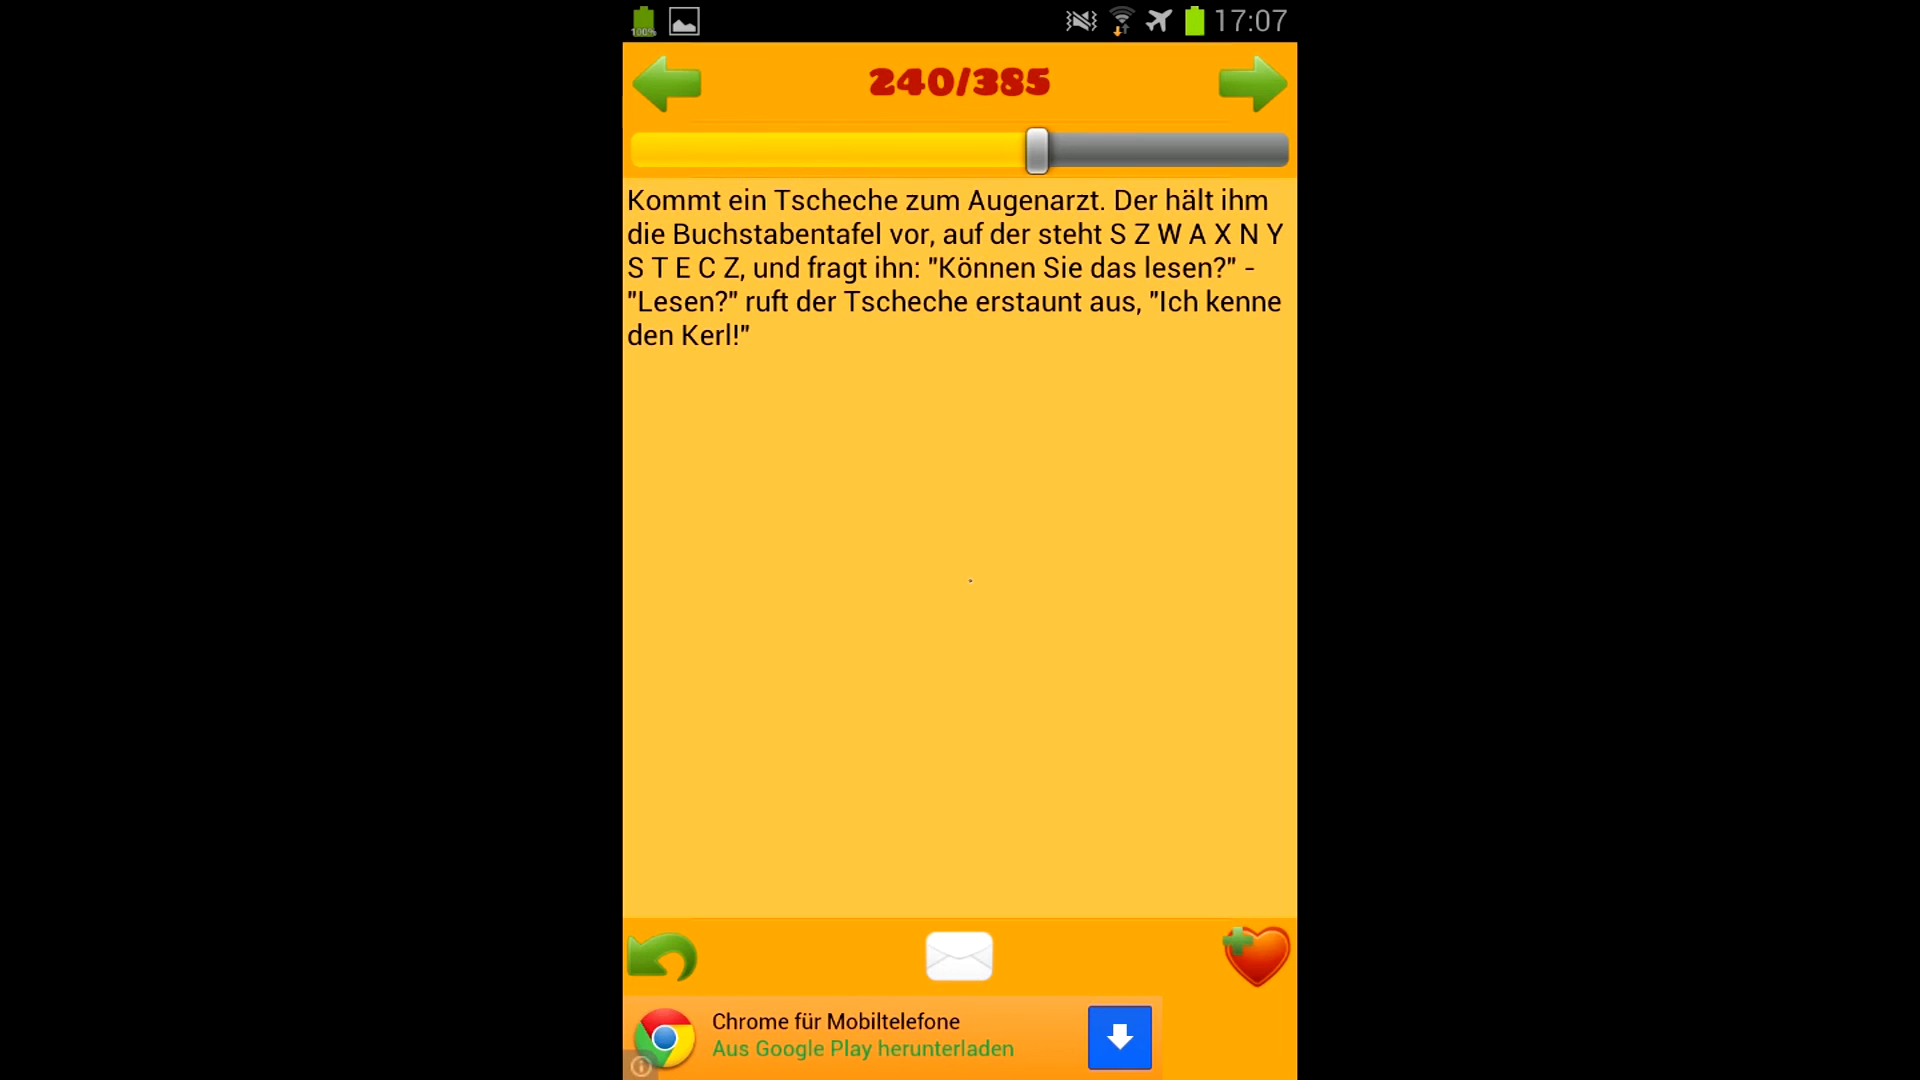 100%
17:07
240/385
Kommt ein Tscheche zum Augenarzt. Der hält ihm
die Buchstabentafel vor, auf der steht S Z W A X N Y
S T E C Z, und fragt ihn: "Können Sie das lesen?" -
"Lesen?" ruft der Tscheche erstaunt aus, "Ich kenne
den Kerl!"
Chrome für Mobiltelefone
Aus Google Play herunterladen